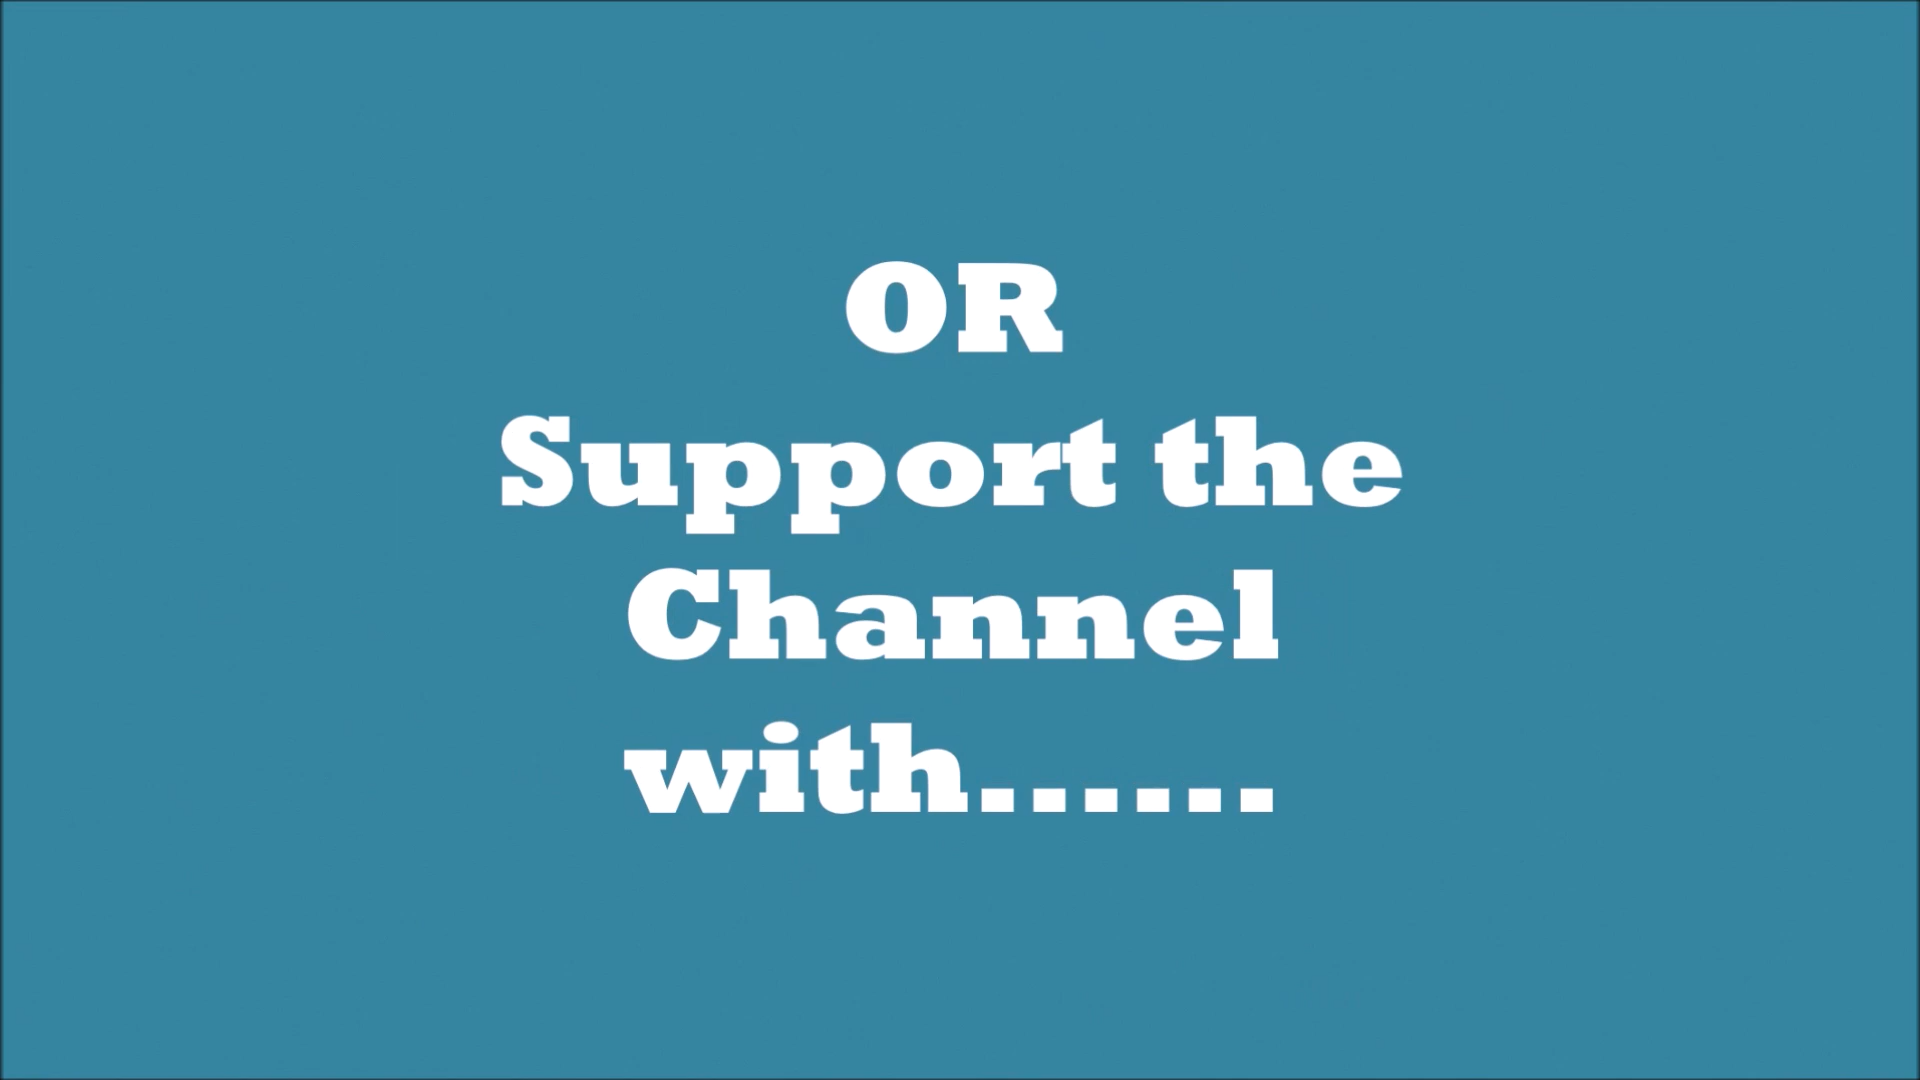 OR
Support the
Channel
with......